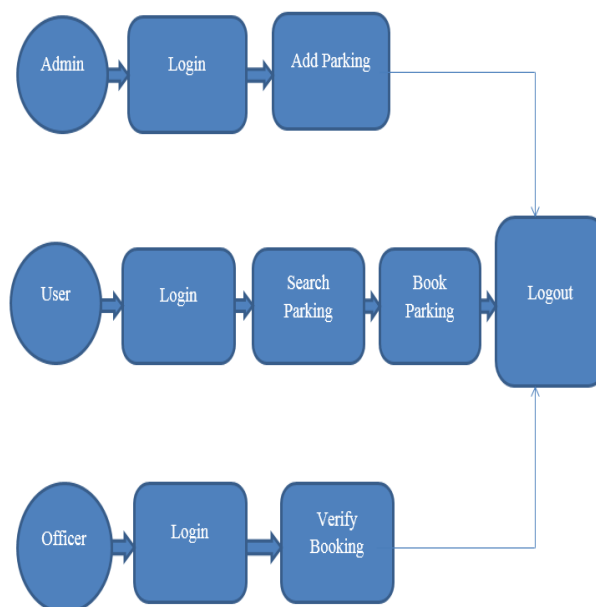 Admin
Login
Add Parking
User
Login
Search
Parking
Book
Parking
Logout
Officer
Login
Verify
Booking